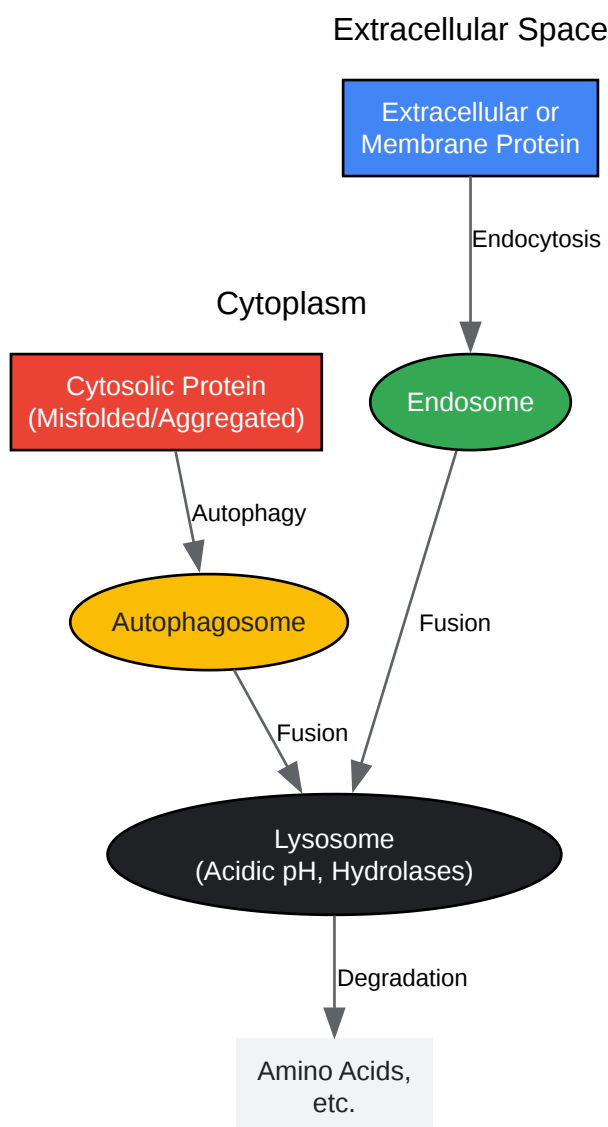 Extracellular Space
Extracellular or
Membrane Protein
Endocytosis
Cytoplasm
Cytosolic Protein
(Misfolded/Aggregated)
Endosome
Autophagy
Autophagosome
Fusion
Fusion
Lysosome
(Acidic pH, Hydrolases)
Degradation
Amino Acids,
etc.